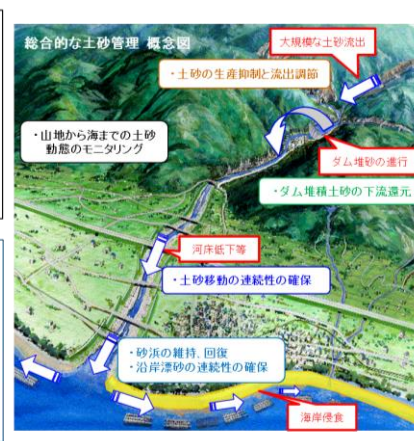 総合的な土砂管理 概念図
大規模な土砂流出
・土砂の生産抑制と流出調節
・山地から海までの土砂
動態のモニタリング
ダム堆砂の進行
・ダム堆積土砂の下流還元
河床低下等
・土砂移動の連続性の確保
・砂浜の維持、回復
・沿岸漂砂の連続性の確保
海岸侵食